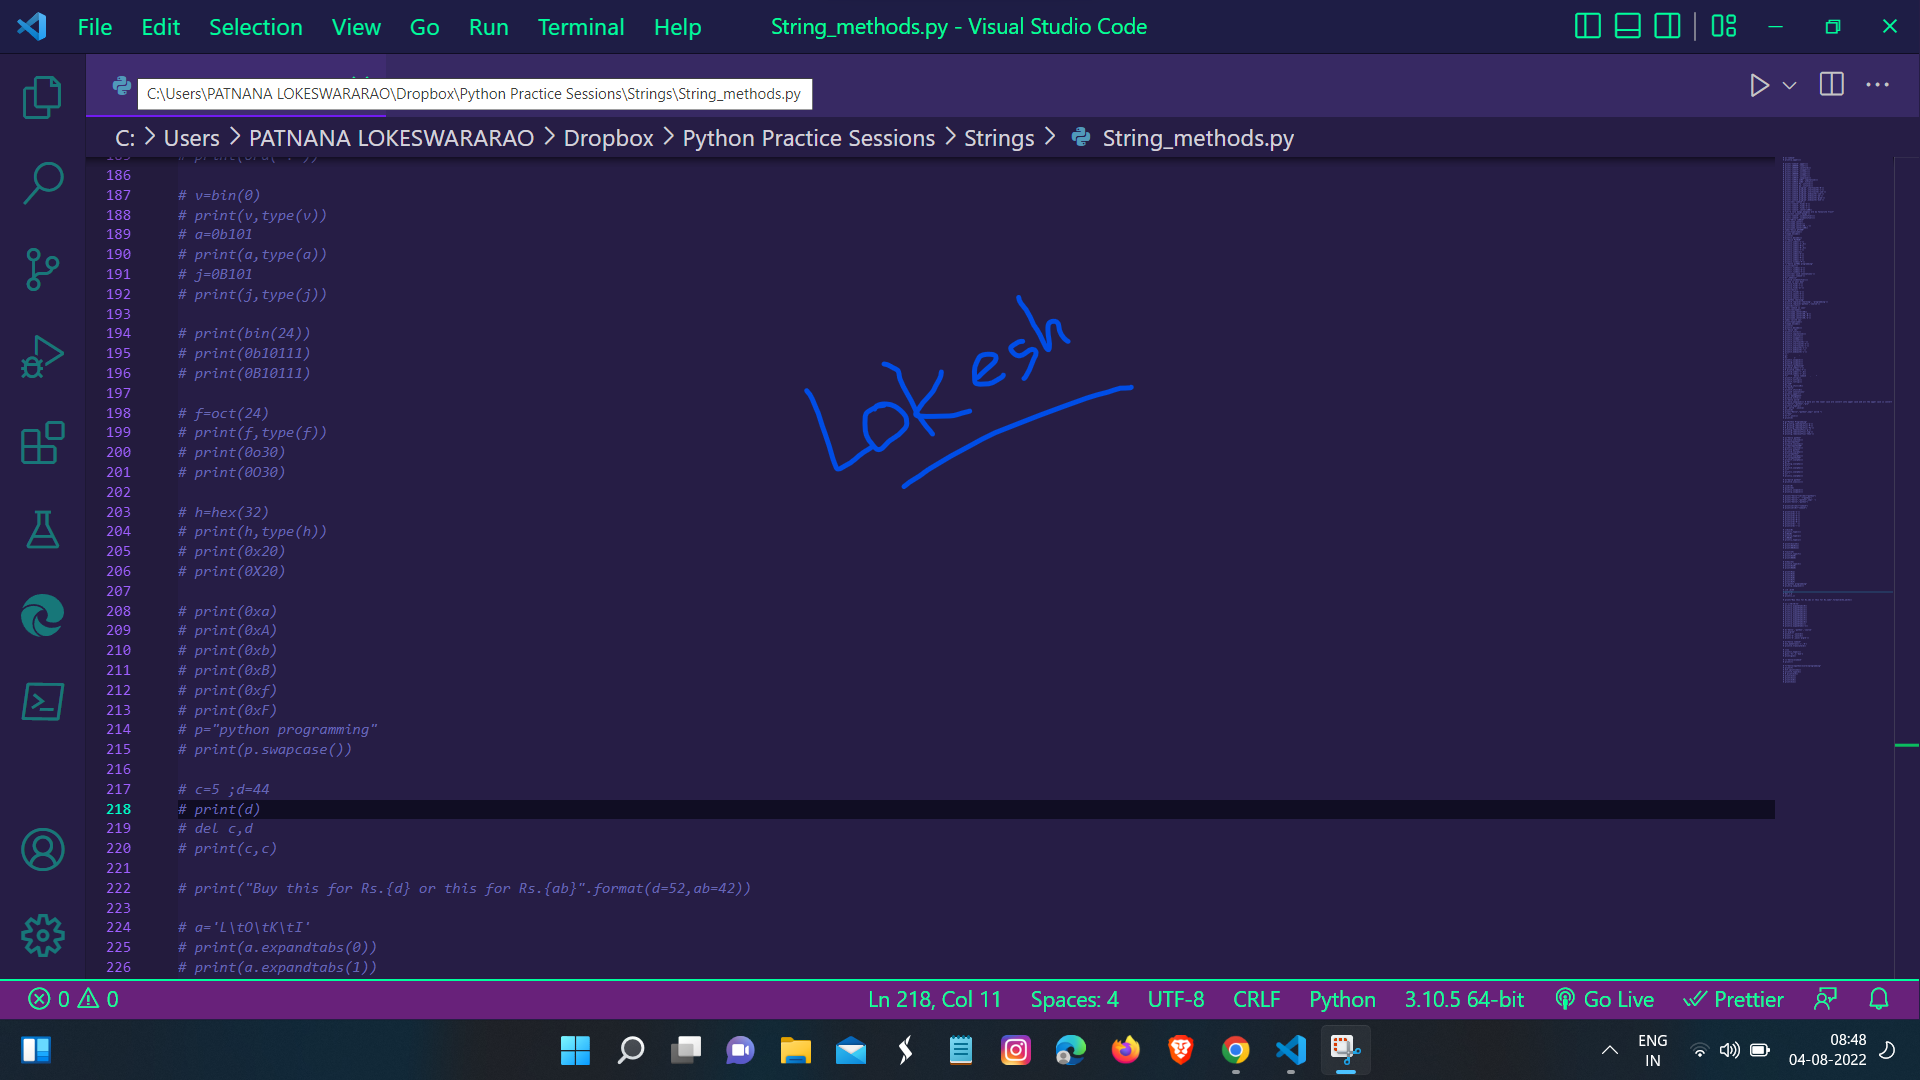 File Edit Selection View Go Run Terminal Help String_methods.py - Visual Studio Code
C:\Users\PATNANA LOKESWARARAO\Dropbox\Python Practice Sessions\Strings\String_methods.py
C: > Users > PATNANA LOKESWARARAO > Dropbox > Python Practice Sessions > Strings > String_methods.py
186
187 # v=bin(0)
188 # print(v,type(v))
189 # a=0b101
190 # print(a,type(a))
191 # j=0B101
192 # print(j,type(j))
193
194 # print(bin(24))
195 # print(0b10111)
196 # print(0B10111)
197
198 # f=oct(24)
199 # print(f,type(f))
200 # print(0o30)
201 # print(0O30)
202
203 # h=hex(32)
204 # print(h,type(h))
205 # print(0x20)
206 # print(0X20)
207
208 # print(0xa)
209 # print(0xA)
210 # print(0xb)
211 # print(0xB)
212 # print(0xf)
213 # print(0xF)
214 # p="python programming"
215 # print(p.swapcase())
216
217 # c=5 ;d=44
218 # print(d)
219 # del c,d
220 # print(c,c)
221
222 # print("Buy this for Rs.{d} or this for Rs.{ab}".format(d=52,ab=42))
223
224 # a='L\tO\tK\tI'
225 # print(a.expandtabs(0))
226 # print(a.expandtabs(1))
Lokesh
0 0 Ln 218, Col 11 Spaces: 4 UTF-8 CRLF Python 3.10.5 64-bit Go Live Prettier
ENG 08:48
IN 04-08-2022